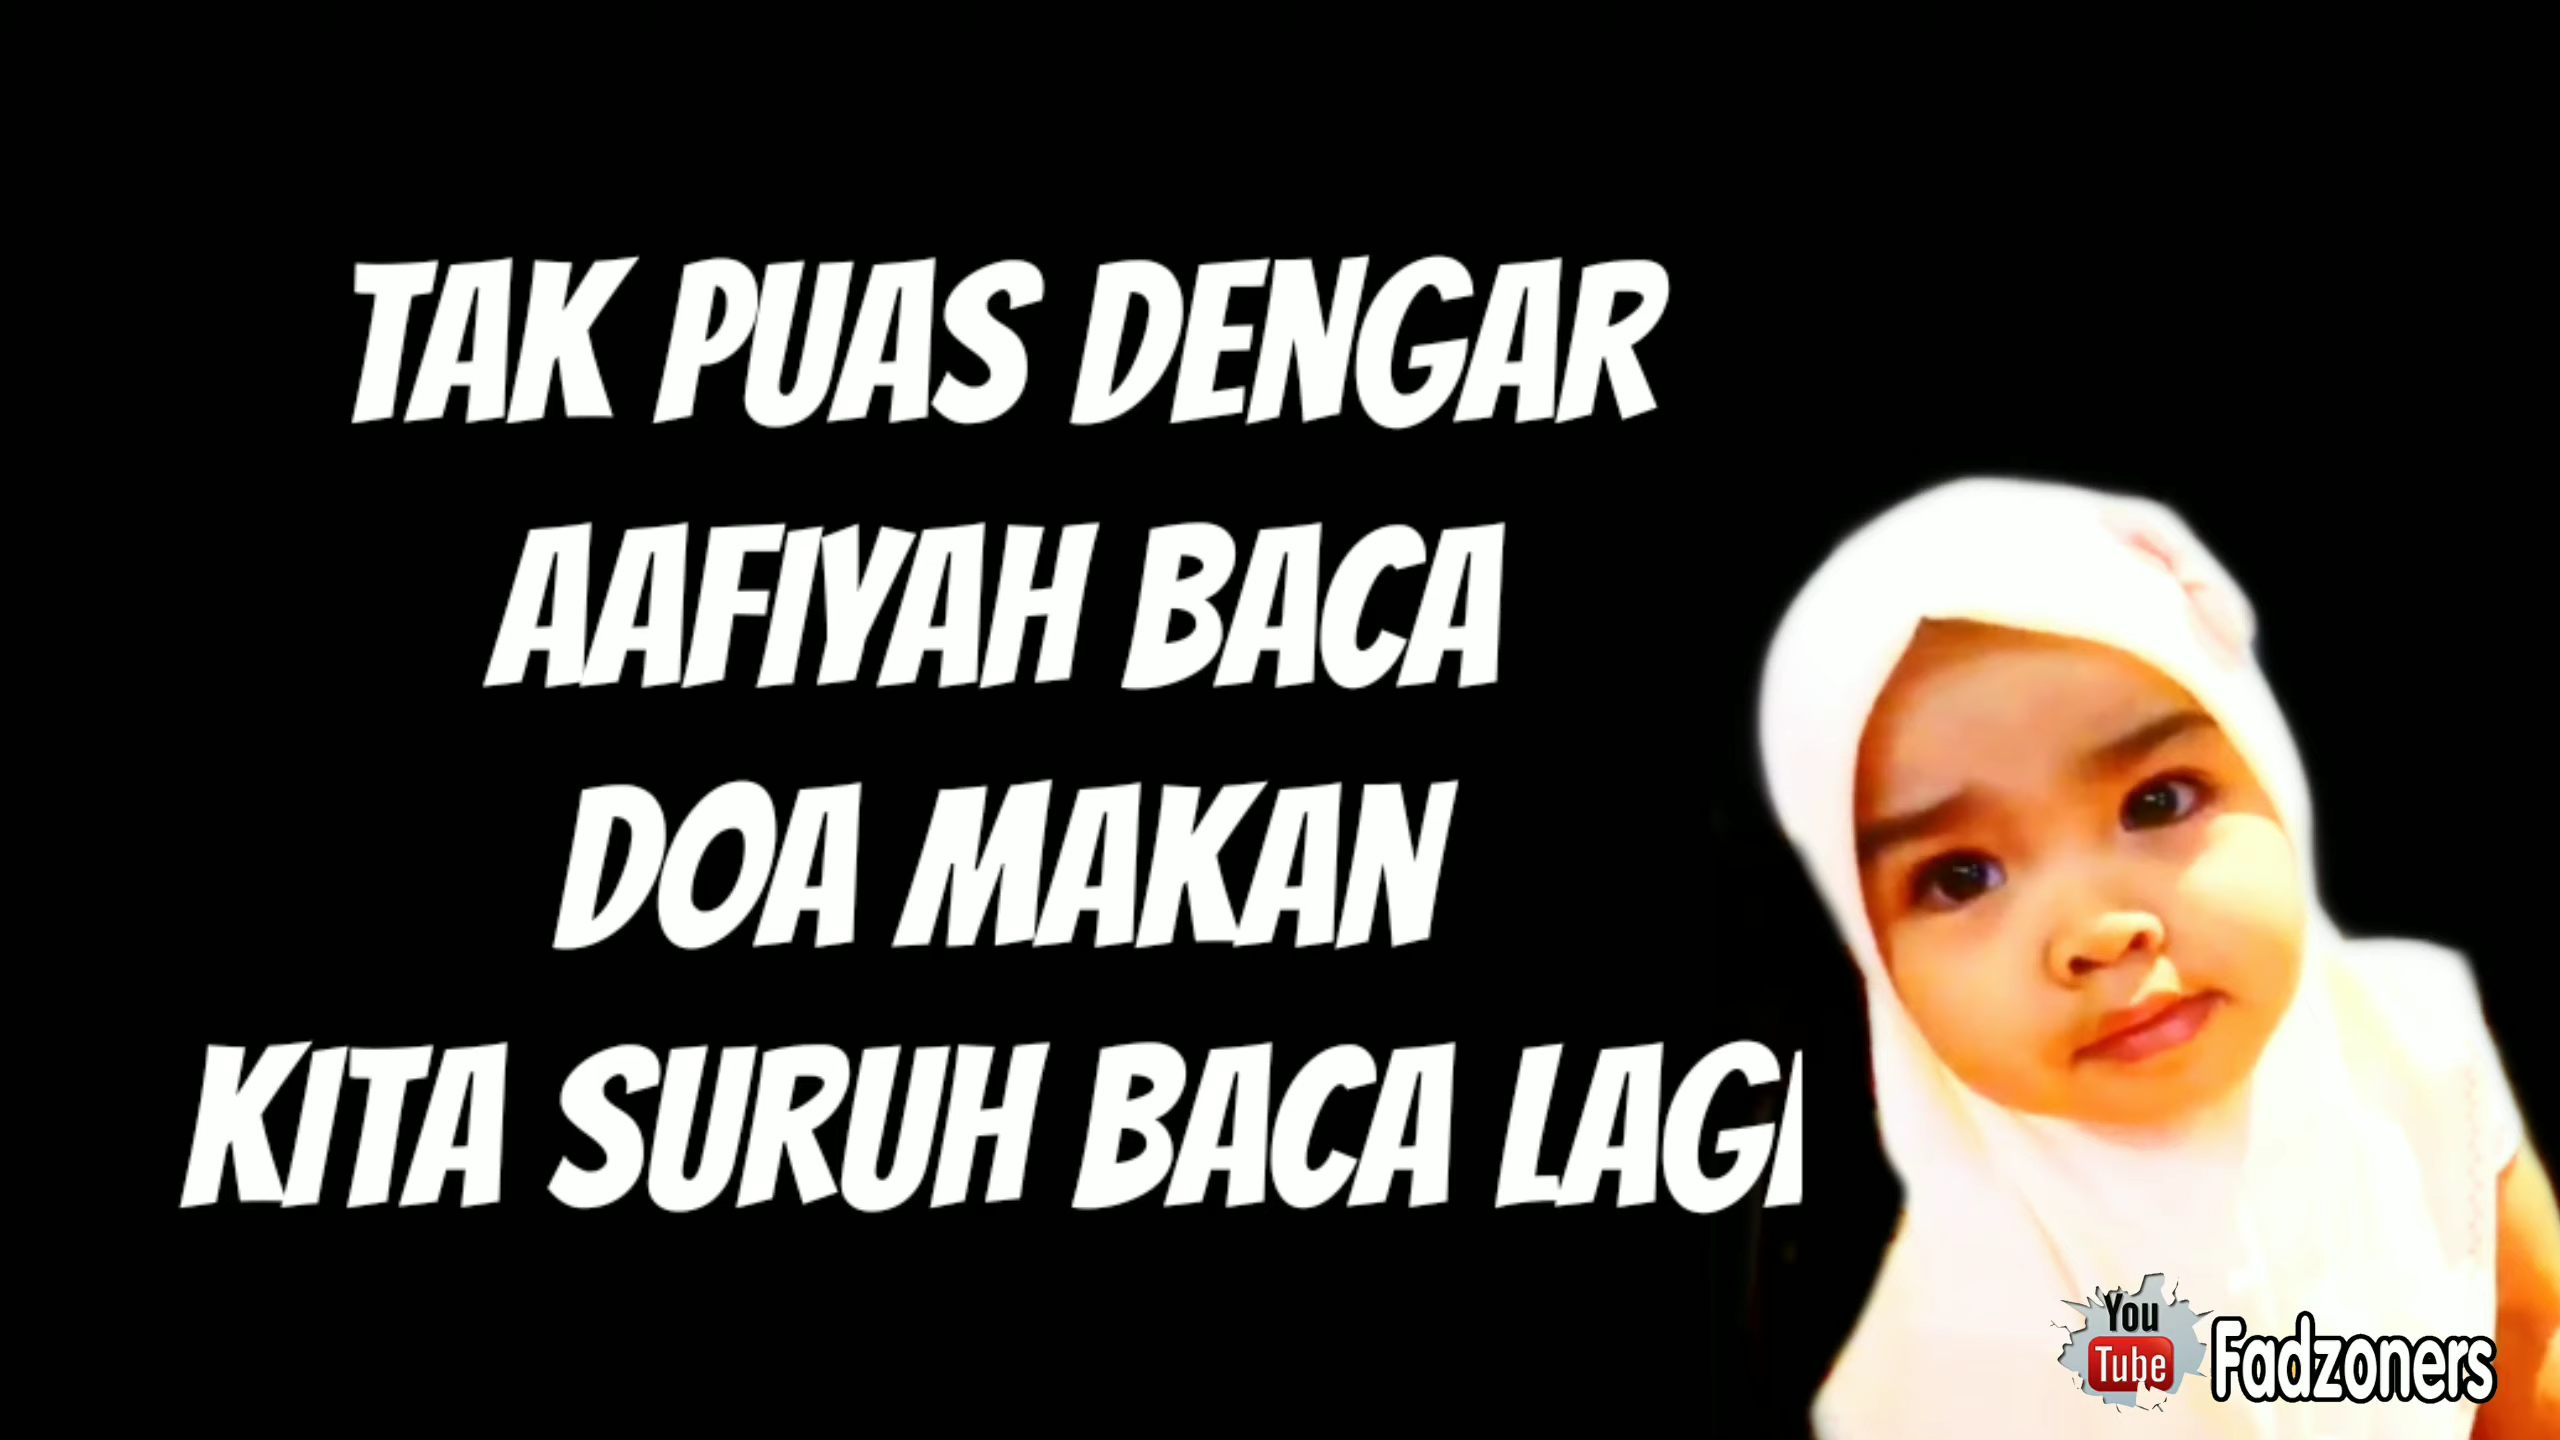 TAK PUAS DENGAR
AAFIYAH BACA
DOA MAKAN
KITA SURUH BACA LAGI
You
Tube
Fadzoners